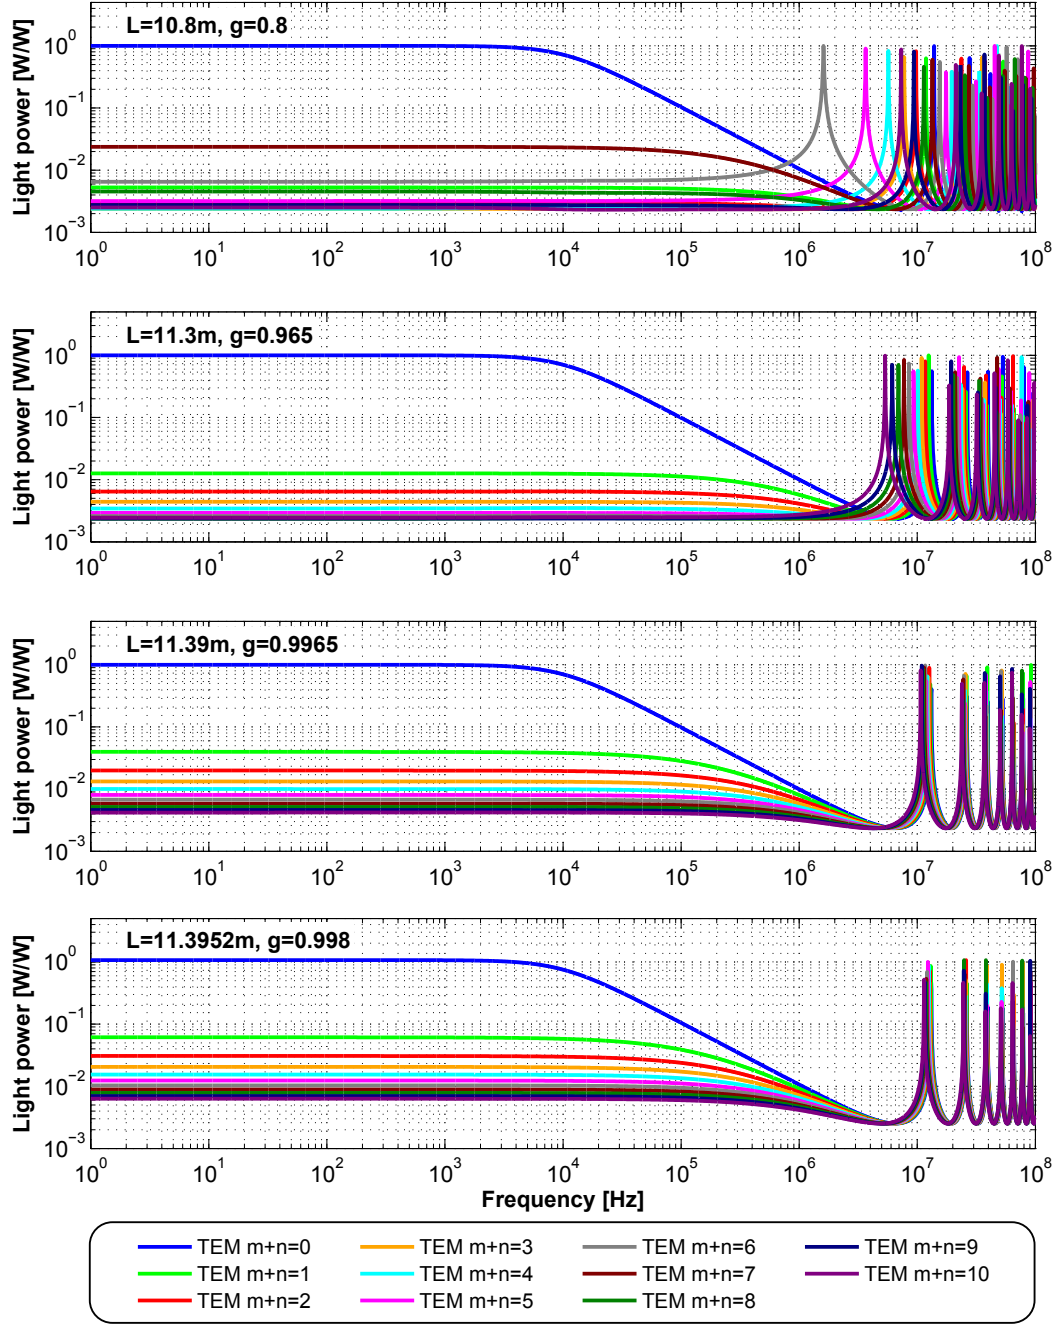 L=10.8m, g=0.8
Light power [W/W]
10^0
10^-1
10^-2
10^-3
10^0 10^1 10^2 10^3 10^4 10^5 10^6 10^7 10^8
L=11.3m, g=0.965
Light power [W/W]
10^0
10^-1
10^-2
10^-3
10^0 10^1 10^2 10^3 10^4 10^5 10^6 10^7 10^8
L=11.39m, g=0.9965
Light power [W/W]
10^0
10^-1
10^-2
10^-3
10^0 10^1 10^2 10^3 10^4 10^5 10^6 10^7 10^8
L=11.3952m, g=0.998
Light power [W/W]
10^0
10^-1
10^-2
10^-3
10^0 10^1 10^2 10^3 10^4 10^5 10^6 10^7 10^8
Frequency [Hz]
TEM m+n=0 TEM m+n=3 TEM m+n=6 TEM m+n=9
TEM m+n=1 TEM m+n=4 TEM m+n=7 TEM m+n=10
TEM m+n=2 TEM m+n=5 TEM m+n=8